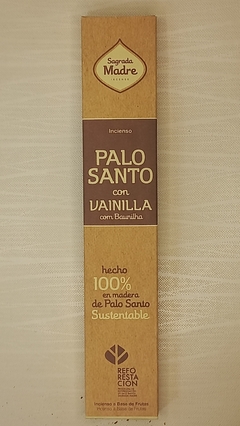 Sagrada
Madre
Incienso
PALO
SANTO
con
VAINILLA
com Baunilha
hecho
100%
en madera
de Palo Santo
Sustentable
REFO
RESTA
CIÓN